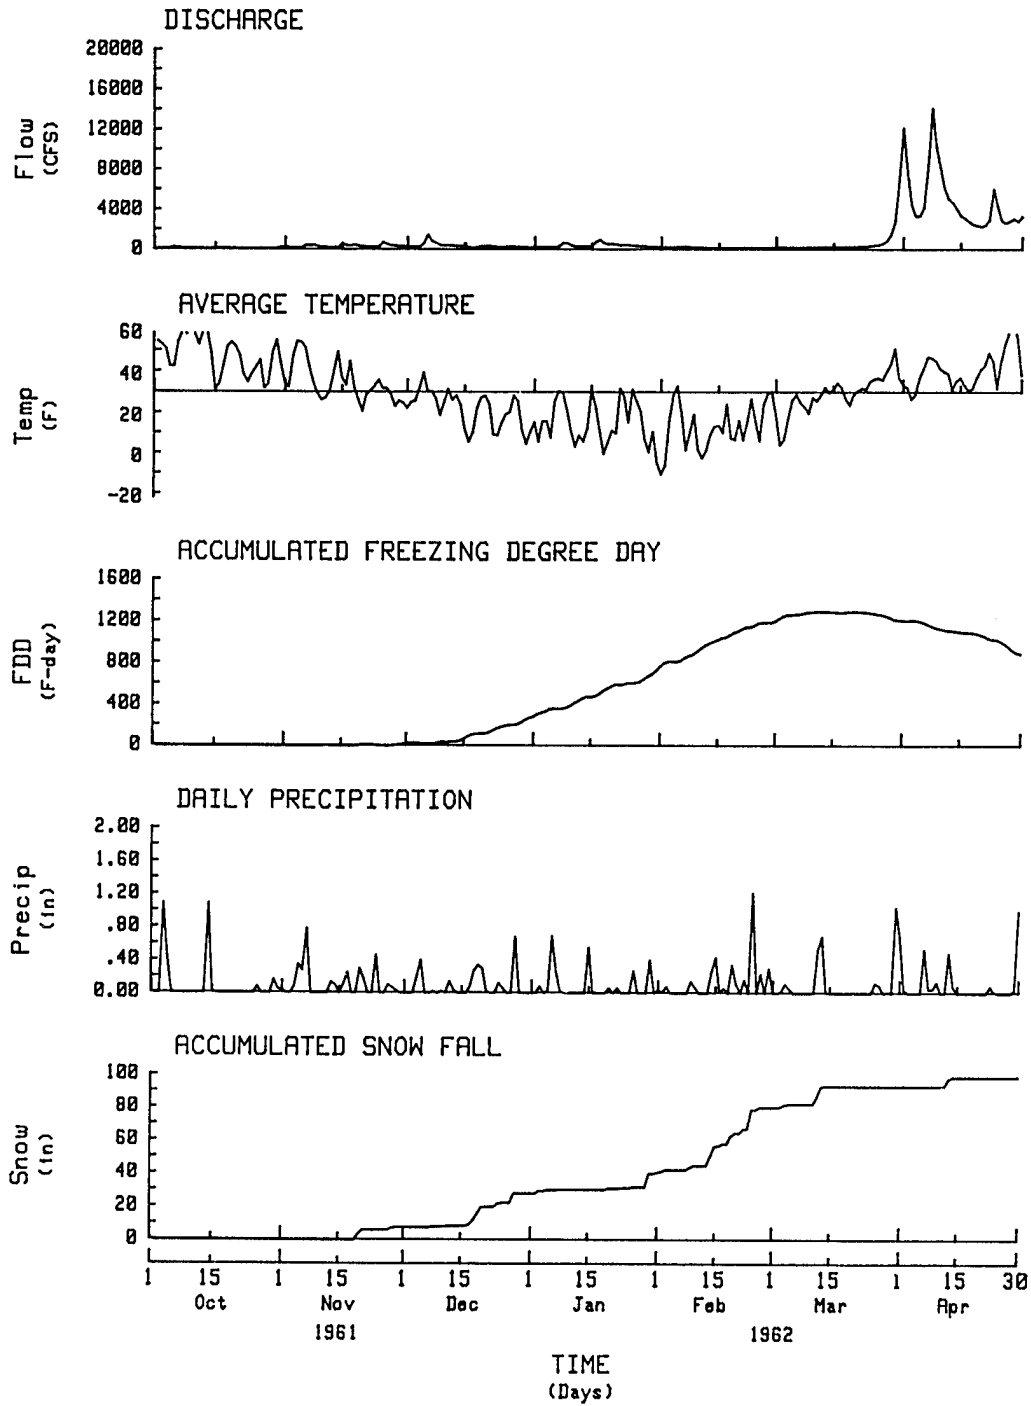 DISCHARGE
20000
16000
12000
8000
4000
0
Flow
(CFS)
AVERAGE TEMPERATURE
60
40
20
0
-20
Temp
(F)
ACCUMULATED FREEZING DEGREE DAY
1600
1200
800
400
0
FDD
(F-day)
DAILY PRECIPITATION
2.00
1.60
1.20
.80
.40
0.00
Precip
(in)
ACCUMULATED SNOW FALL
100
80
60
40
20
0
Snow
(in)
1 15 1 15 1 15 1 15 1 15 1 15 1 15 30
Oct Nov Dec Jan Feb Mar Apr
1961 1962
TIME
(Days)